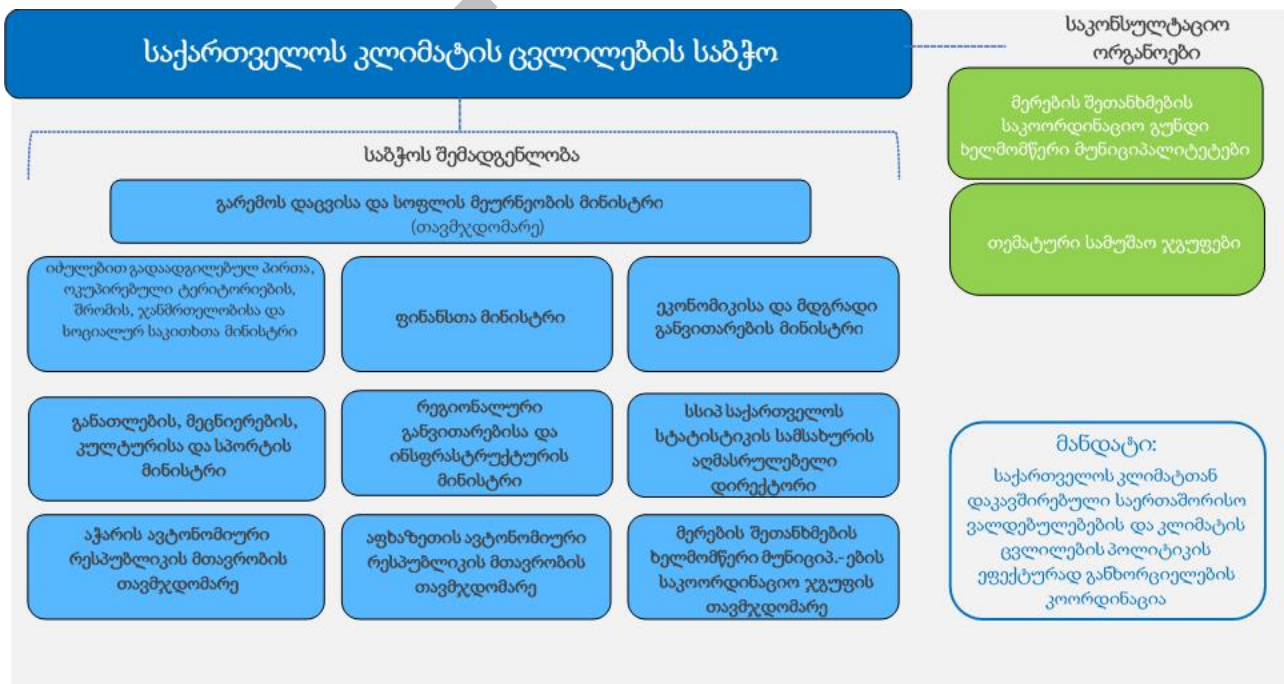 საქართველოს კლიმატის ცვლილების საბჭო
საკონსულტაციო
ორგანოები
მერების შეთანხმების
საკოორდინაციო გუნდი
ხელმომწერი მუნიციპალიტეტები
თემატური სამუშაო ჯგუფები
საბჭოს შემადგენლობა
გარემოს დაცვისა და სოფლის მეურნეობის მინისტრი
(თავმჯდომარე)
იძულებით გადაადგილებულ პირთა,
ოკუპირებული ტერიტორიების,
შრომის, ჯანმრთელობისა და
სოციალურ საკითხთა მინისტრი
ფინანსთა მინისტრი
ეკონომიკისა და მდგრადი
განვითარების მინისტრი
განათლების, მეცნიერების,
კულტურისა და სპორტის
მინისტრი
რეგიონალური
განვითარებისა და
ინსფრასტრუქტურის
მინისტრი
სსიპ საქართველოს
სტატისტიკის სამსახურის
აღმასრულებელი
დირექტორი
აჭარის ავტონომიური
რესპუბლიკის მთავრობის
თავმჯდომარე
აფხაზეთის ავტონომიური
რესპუბლიკის მთავრობის
თავმჯდომარე
მერების შეთანხმების
ხელმომწერი მუნიციპ.- ების
საკოორდინაციო ჯგუფის
თავმჯდომარე
მანდატი:
საქართველოს კლიმატთან
დაკავშირებული საერთაშორისო
ვალდებულებების და კლიმატის
ცვლილების პოლიტიკის
ეფექტურად განხორციელების
კოორდინაცია